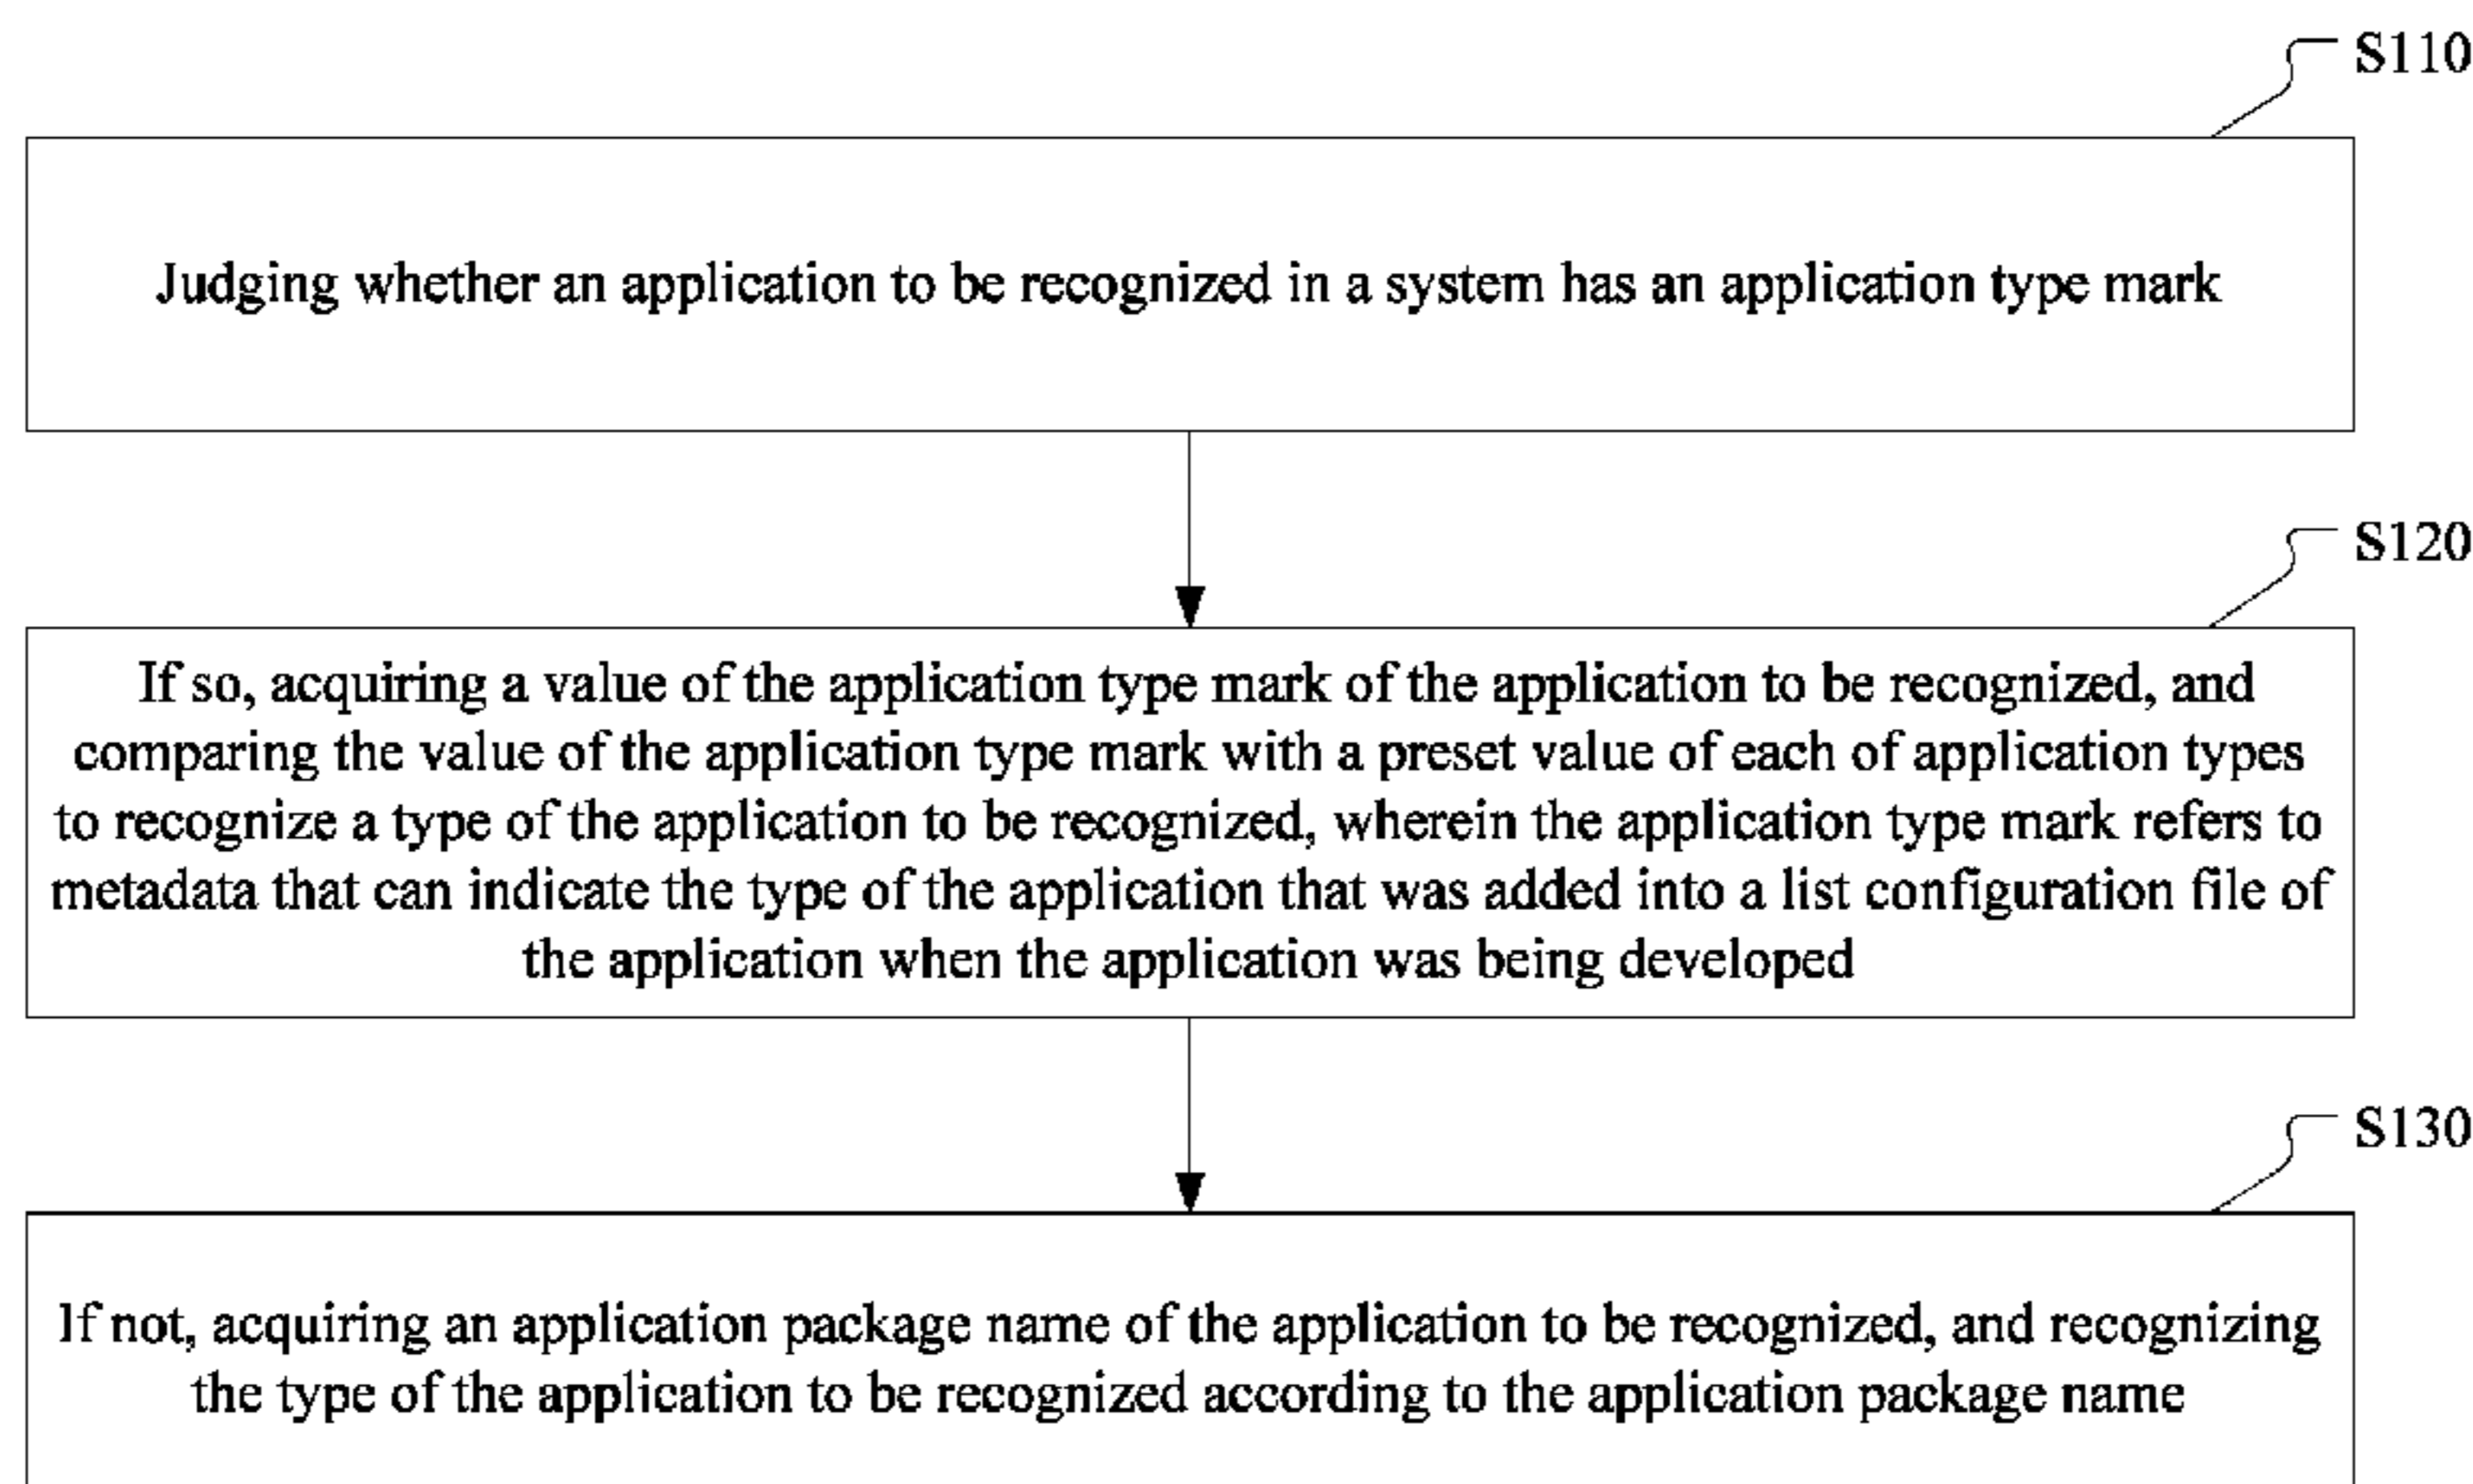 S110
Judging whether an application to be recognized in a system has an application type mark
S120
If so, acquiring a value of the application type mark of the application to be recognized, and
comparing the value of the application type mark with a preset value of each of application types
to recognize a type of the application to be recognized, wherein the application type mark refers to
metadata that can indicate the type of the application that was added into a list configuration file of
the application when the application was being developed
S130
If not, acquiring an application package name of the application to be recognized, and recognizing
the type of the application to be recognized according to the application package name